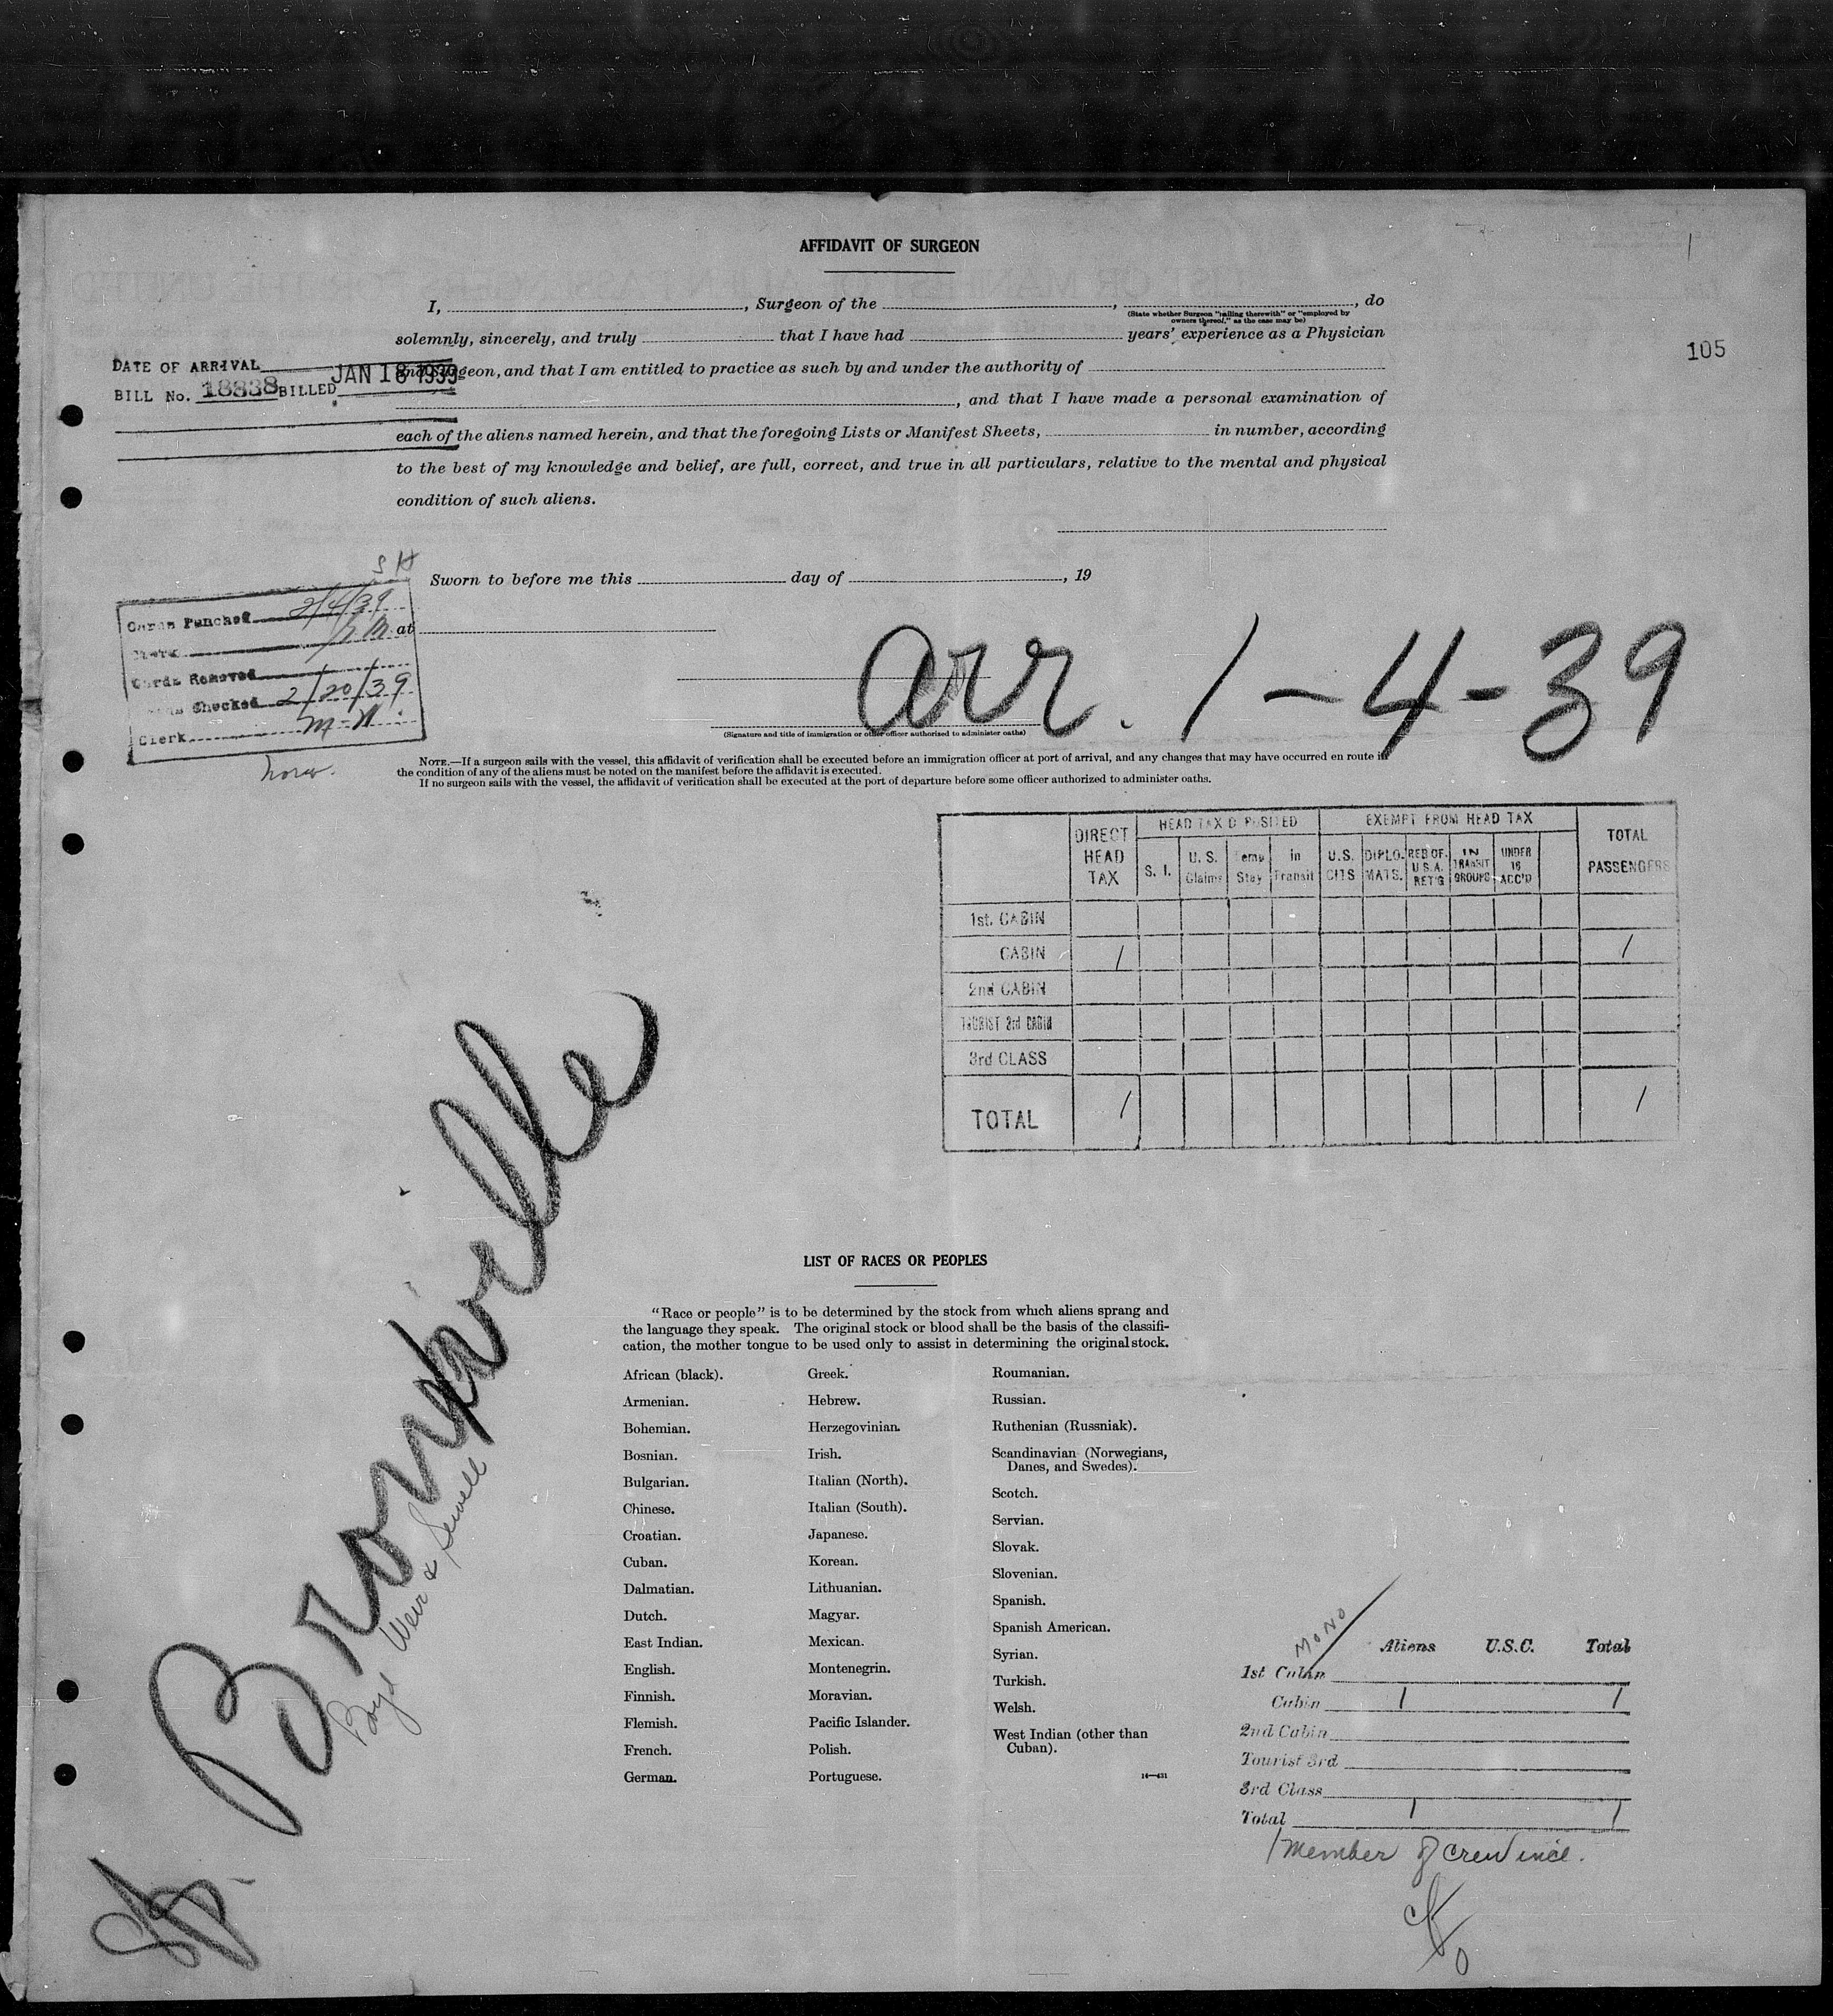 AFFIDAVIT OF SURGEON
I, , Surgeon of the , , do
(State whether Surgeon "sailing therewith" or "employed by
owners thereof," as the case may be)
solemnly, sincerely, and truly that I have had years' experience as a Physician
105
DATE OF ARRIVAL
and Surgeon, and that I am entitled to practice as such by and under the authority of
BILL No. 18838 BILLED JAN 18 1939
, and that I have made a personal examination of
each of the aliens named herein, and that the foregoing Lists or Manifest Sheets, in number, according
to the best of my knowledge and belief, are full, correct, and true in all particulars, relative to the mental and physical
condition of such aliens.
S H
Sworn to before me this day of , 19
Cards Punched 2/4/39
Clerk
at
Cards Removed
Cards Checked 2/20/39
Clerk M-N
arr. 1-4-39
(Signature and title of immigration or other officer authorized to administer oaths)
NOTE.—If a surgeon sails with the vessel, this affidavit of verification shall be executed before an immigration officer at port of arrival, and any changes that may have occurred en route in
the condition of any of the aliens must be noted on the manifest before the affidavit is executed.
If no surgeon sails with the vessel, the affidavit of verification shall be executed at the port of departure before some officer authorized to administer oaths.
DIRECT HEAD TAX
HEAD TAX DEPOSITED
EXEMPT FROM HEAD TAX
TOTAL PASSENGERS
S. I. U. S. Claims Temp Stay in Transit U.S. CITS DIPLO. MATS. RES OF. U.S.A. RET'G IN TRANSIT GROUPS UNDER 16 ACC'D
1st. CABIN
CABIN 1 1
2nd CABIN
TOURIST 3rd CABIN
3rd CLASS
TOTAL 1 1
Boyd Weir & Sewell
LIST OF RACES OR PEOPLES
"Race or people" is to be determined by the stock from which aliens sprang and
the language they speak. The original stock or blood shall be the basis of the classifi-
cation, the mother tongue to be used only to assist in determining the original stock.
African (black).
Armenian.
Bohemian.
Bosnian.
Bulgarian.
Chinese.
Croatian.
Cuban.
Dalmatian.
Dutch.
East Indian.
English.
Finnish.
Flemish.
French.
German.
Greek.
Hebrew.
Herzegovinian.
Irish.
Italian (North).
Italian (South).
Japanese.
Korean.
Lithuanian.
Magyar.
Mexican.
Montenegrin.
Moravian.
Pacific Islander.
Polish.
Portuguese.
Roumanian.
Russian.
Ruthenian (Russniak).
Scandinavian (Norwegians,
Danes, and Swedes).
Scotch.
Servian.
Slovak.
Slovenian.
Spanish.
Spanish American.
Syrian.
Turkish.
Welsh.
West Indian (other than
Cuban).
16—431
MONO
Aliens U.S.C. Total
1st Cabin
Cabin 1 1
2nd Cabin
Tourist 3rd
3rd Class
Total 1 1
1 Member of crew incl.